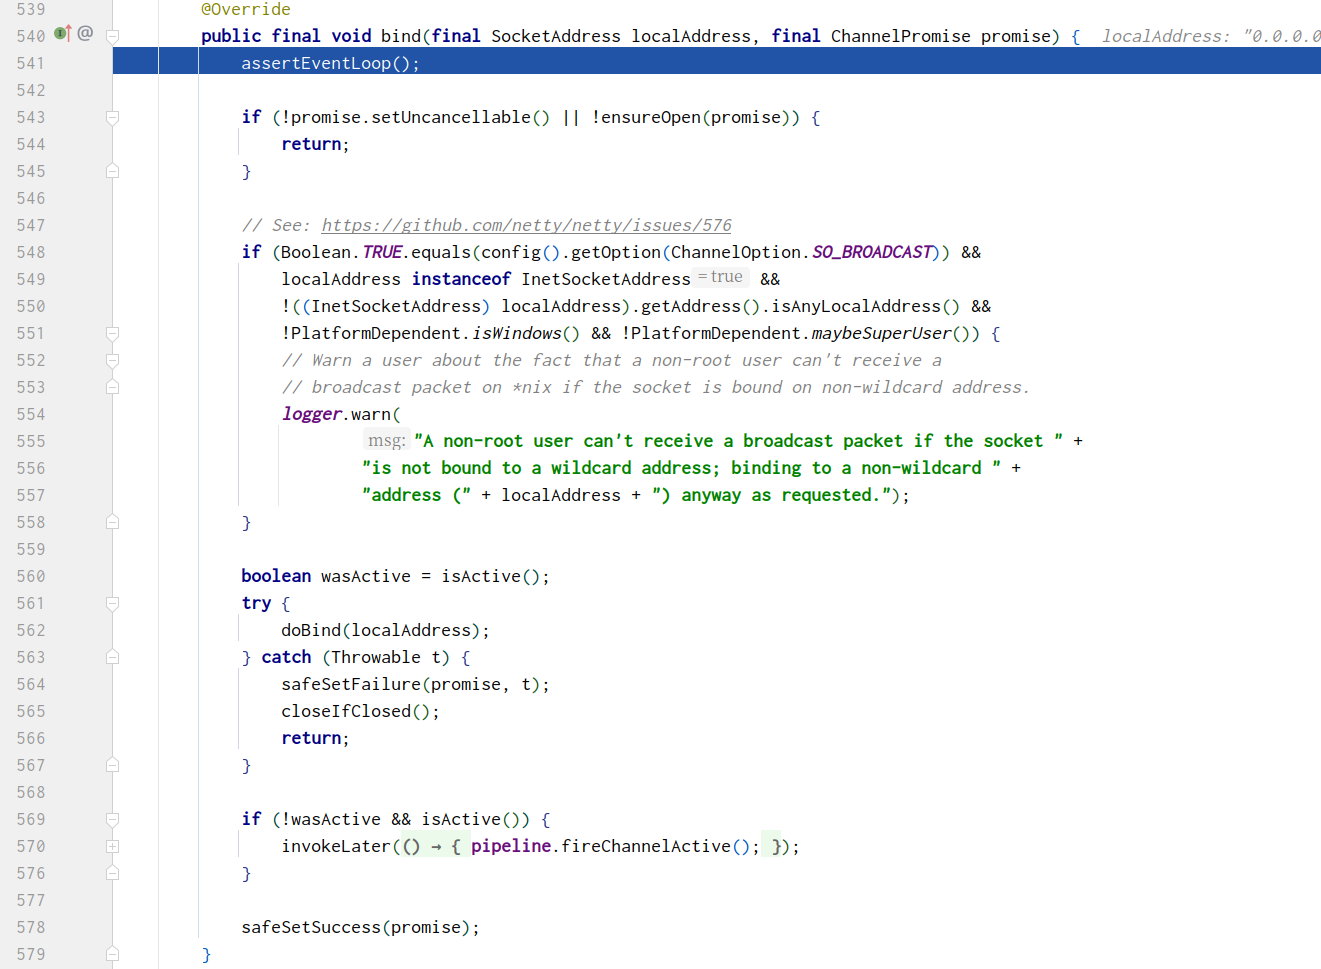 539 @Override
540 @ public final void bind(final SocketAddress localAddress, final ChannelPromise promise) { localAddress: "0.0.0.0
541 assertEventLoop();
542
543 if (!promise.setUncancellable() || !ensureOpen(promise)) {
544 return;
545 }
546
547 // See: https://github.com/netty/netty/issues/576
548 if (Boolean.TRUE.equals(config().getOption(ChannelOption.SO_BROADCAST)) &&
549 localAddress instanceof InetSocketAddress = true &&
550 !((InetSocketAddress) localAddress).getAddress().isAnyLocalAddress() &&
551 !PlatformDependent.isWindows() && !PlatformDependent.maybeSuperUser()) {
552 // Warn a user about the fact that a non-root user can't receive a
553 // broadcast packet on *nix if the socket is bound on non-wildcard address.
554 logger.warn(
555 msg: "A non-root user can't receive a broadcast packet if the socket " +
556 "is not bound to a wildcard address; binding to a non-wildcard " +
557 "address (" + localAddress + ") anyway as requested.");
558 }
559
560 boolean wasActive = isActive();
561 try {
562 doBind(localAddress);
563 } catch (Throwable t) {
564 safeSetFailure(promise, t);
565 closeIfClosed();
566 return;
567 }
568
569 if (!wasActive && isActive()) {
570 invokeLater(() → { pipeline.fireChannelActive(); });
576 }
577
578 safeSetSuccess(promise);
579 }